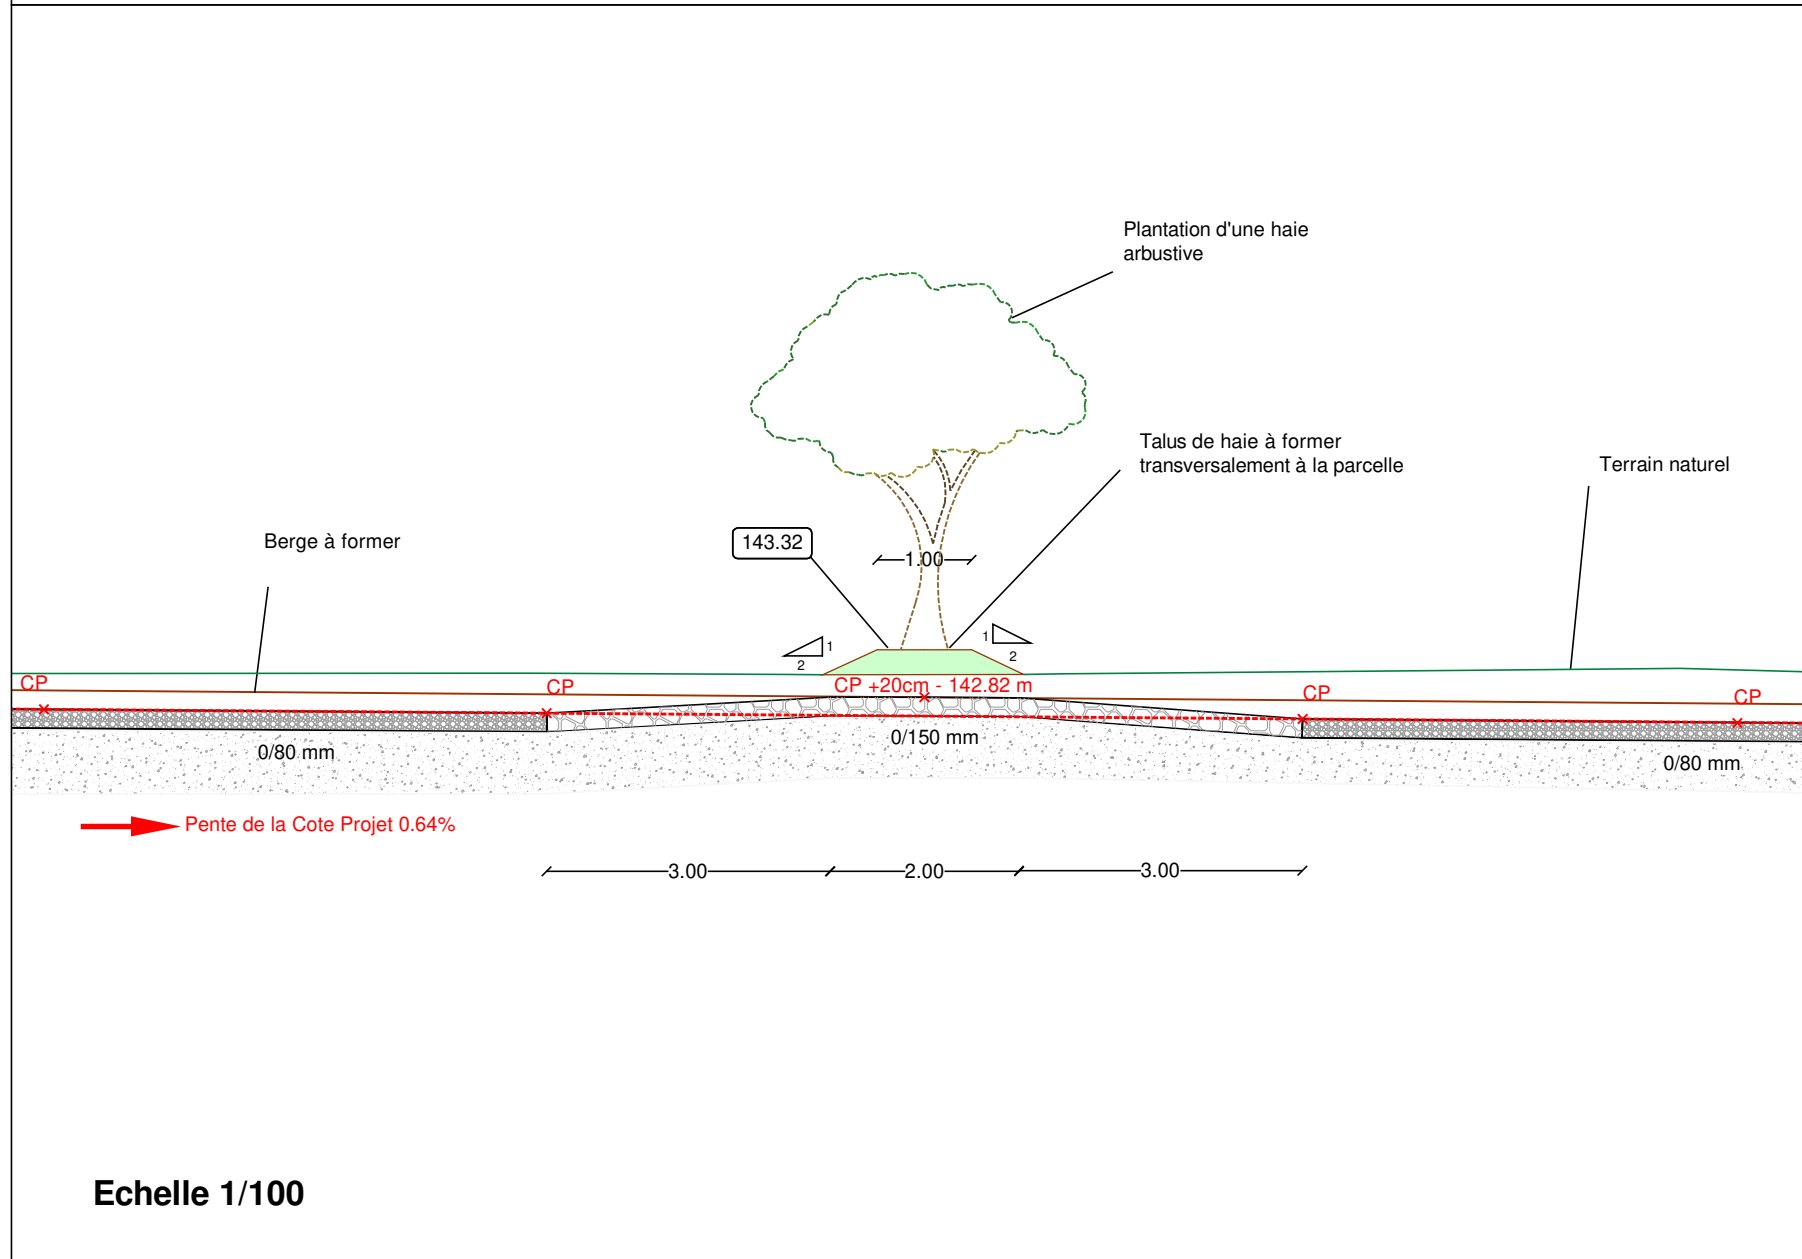 Plantation d'une haie
arbustive
Talus de haie à former
transversalement à la parcelle
Terrain naturel
Berge à former
143.32
1.00
1
2
1
2
CP
CP
CP +20cm - 142.82 m
CP
CP
0/80 mm
0/150 mm
0/80 mm
Pente de la Cote Projet 0.64%
3.00
2.00
3.00
Echelle 1/100